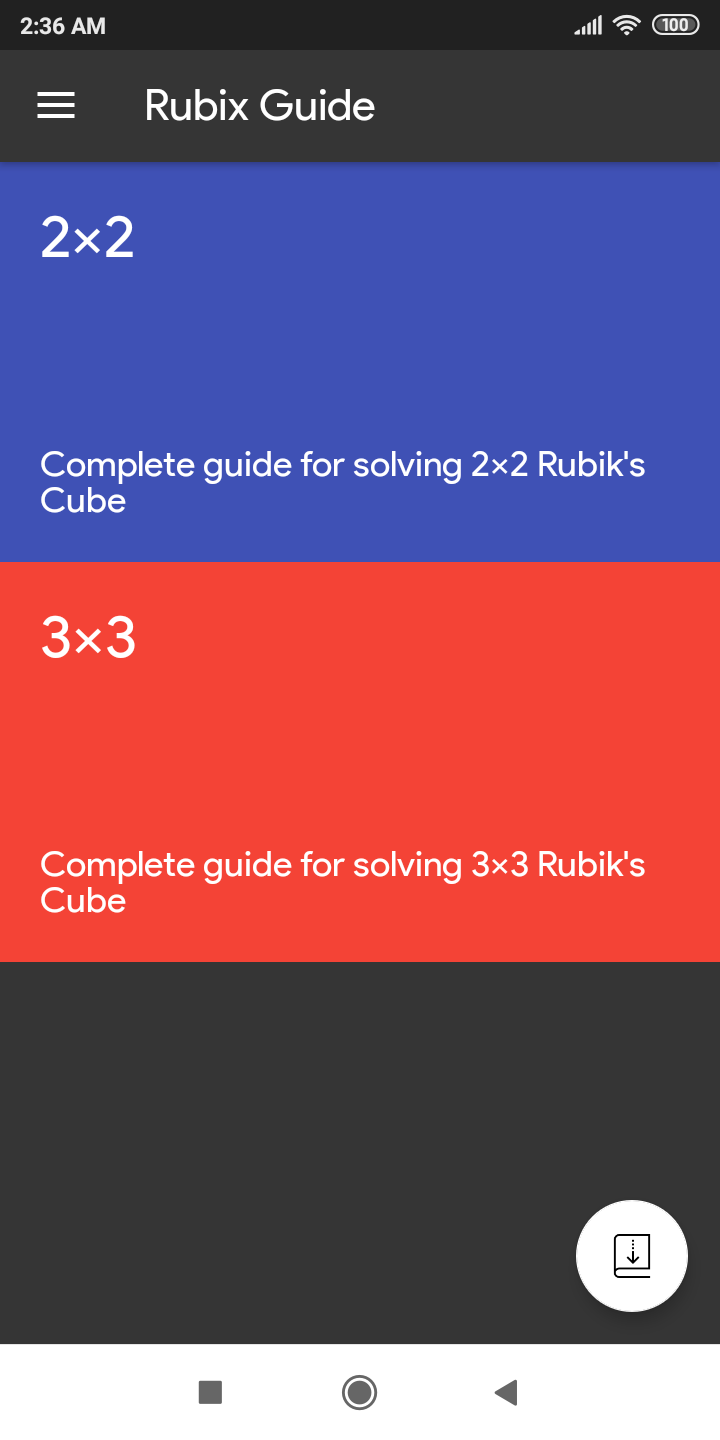 2:36 AM
100
Rubix Guide
2×2
Complete guide for solving 2×2 Rubik's
Cube
3×3
Complete guide for solving 3×3 Rubik's
Cube